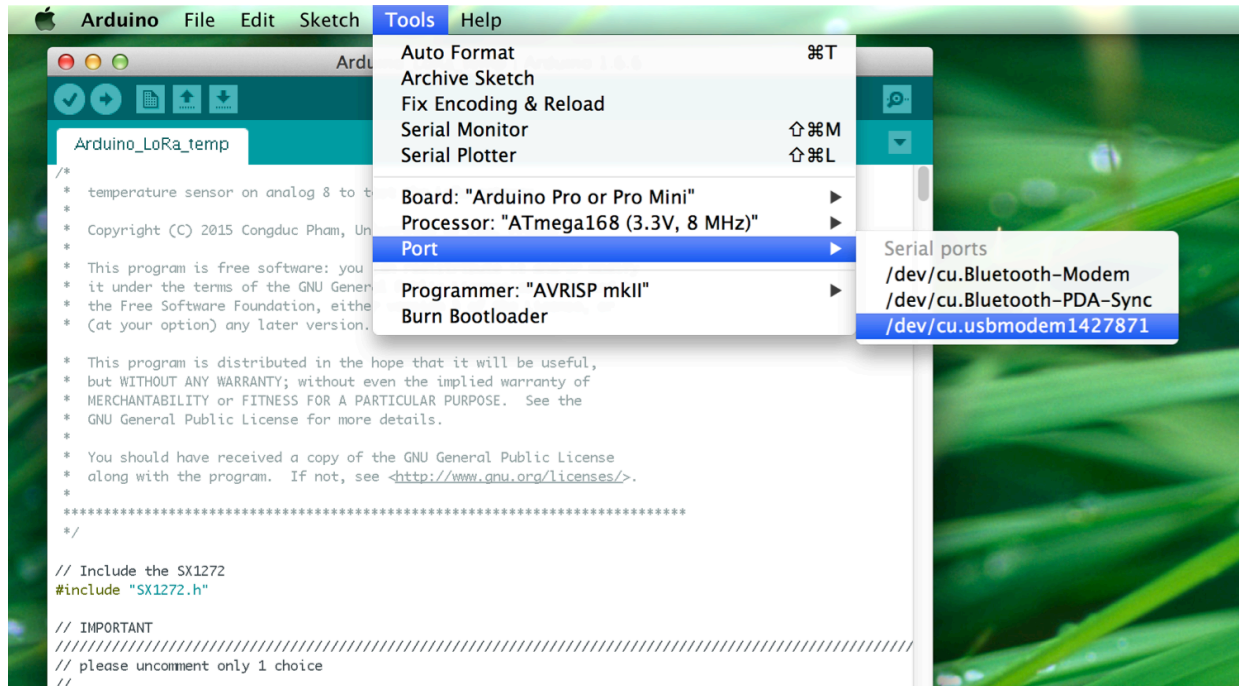 Arduino File Edit Sketch Tools Help
Ardu
Auto Format ⌘T
Archive Sketch
Fix Encoding & Reload
Serial Monitor ⇧⌘M
Serial Plotter ⇧⌘L
Board: "Arduino Pro or Pro Mini"
Processor: "ATmega168 (3.3V, 8 MHz)"
Port
Programmer: "AVRISP mkII"
Burn Bootloader
Serial ports
/dev/cu.Bluetooth-Modem
/dev/cu.Bluetooth-PDA-Sync
/dev/cu.usbmodem1427871
Arduino_LoRa_temp
/*
*  temperature sensor on analog 8 to t
*
*  Copyright (C) 2015 Congduc Pham, Un
*
*  This program is free software: you
*  it under the terms of the GNU Gener
*  the Free Software Foundation, eithe
*  (at your option) any later version.
*  This program is distributed in the hope that it will be useful,
*  but WITHOUT ANY WARRANTY; without even the implied warranty of
*  MERCHANTABILITY or FITNESS FOR A PARTICULAR PURPOSE.  See the
*  GNU General Public License for more details.
*
*  You should have received a copy of the GNU General Public License
*  along with the program.  If not, see <http://www.gnu.org/licenses/>.
*
*****************************************************************************
*/
// Include the SX1272
#include "SX1272.h"
// IMPORTANT
///////////////////////////////////////////////////////////////////////////////////////////////////////////
// please uncomment only 1 choice
//